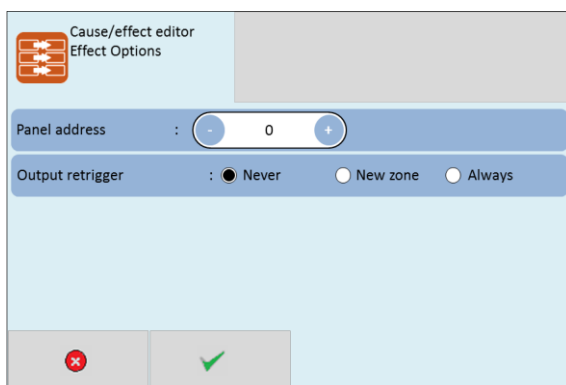 Cause/effect editor
Effect Options
Panel address : - 0 +
Output retrigger : Never New zone Always